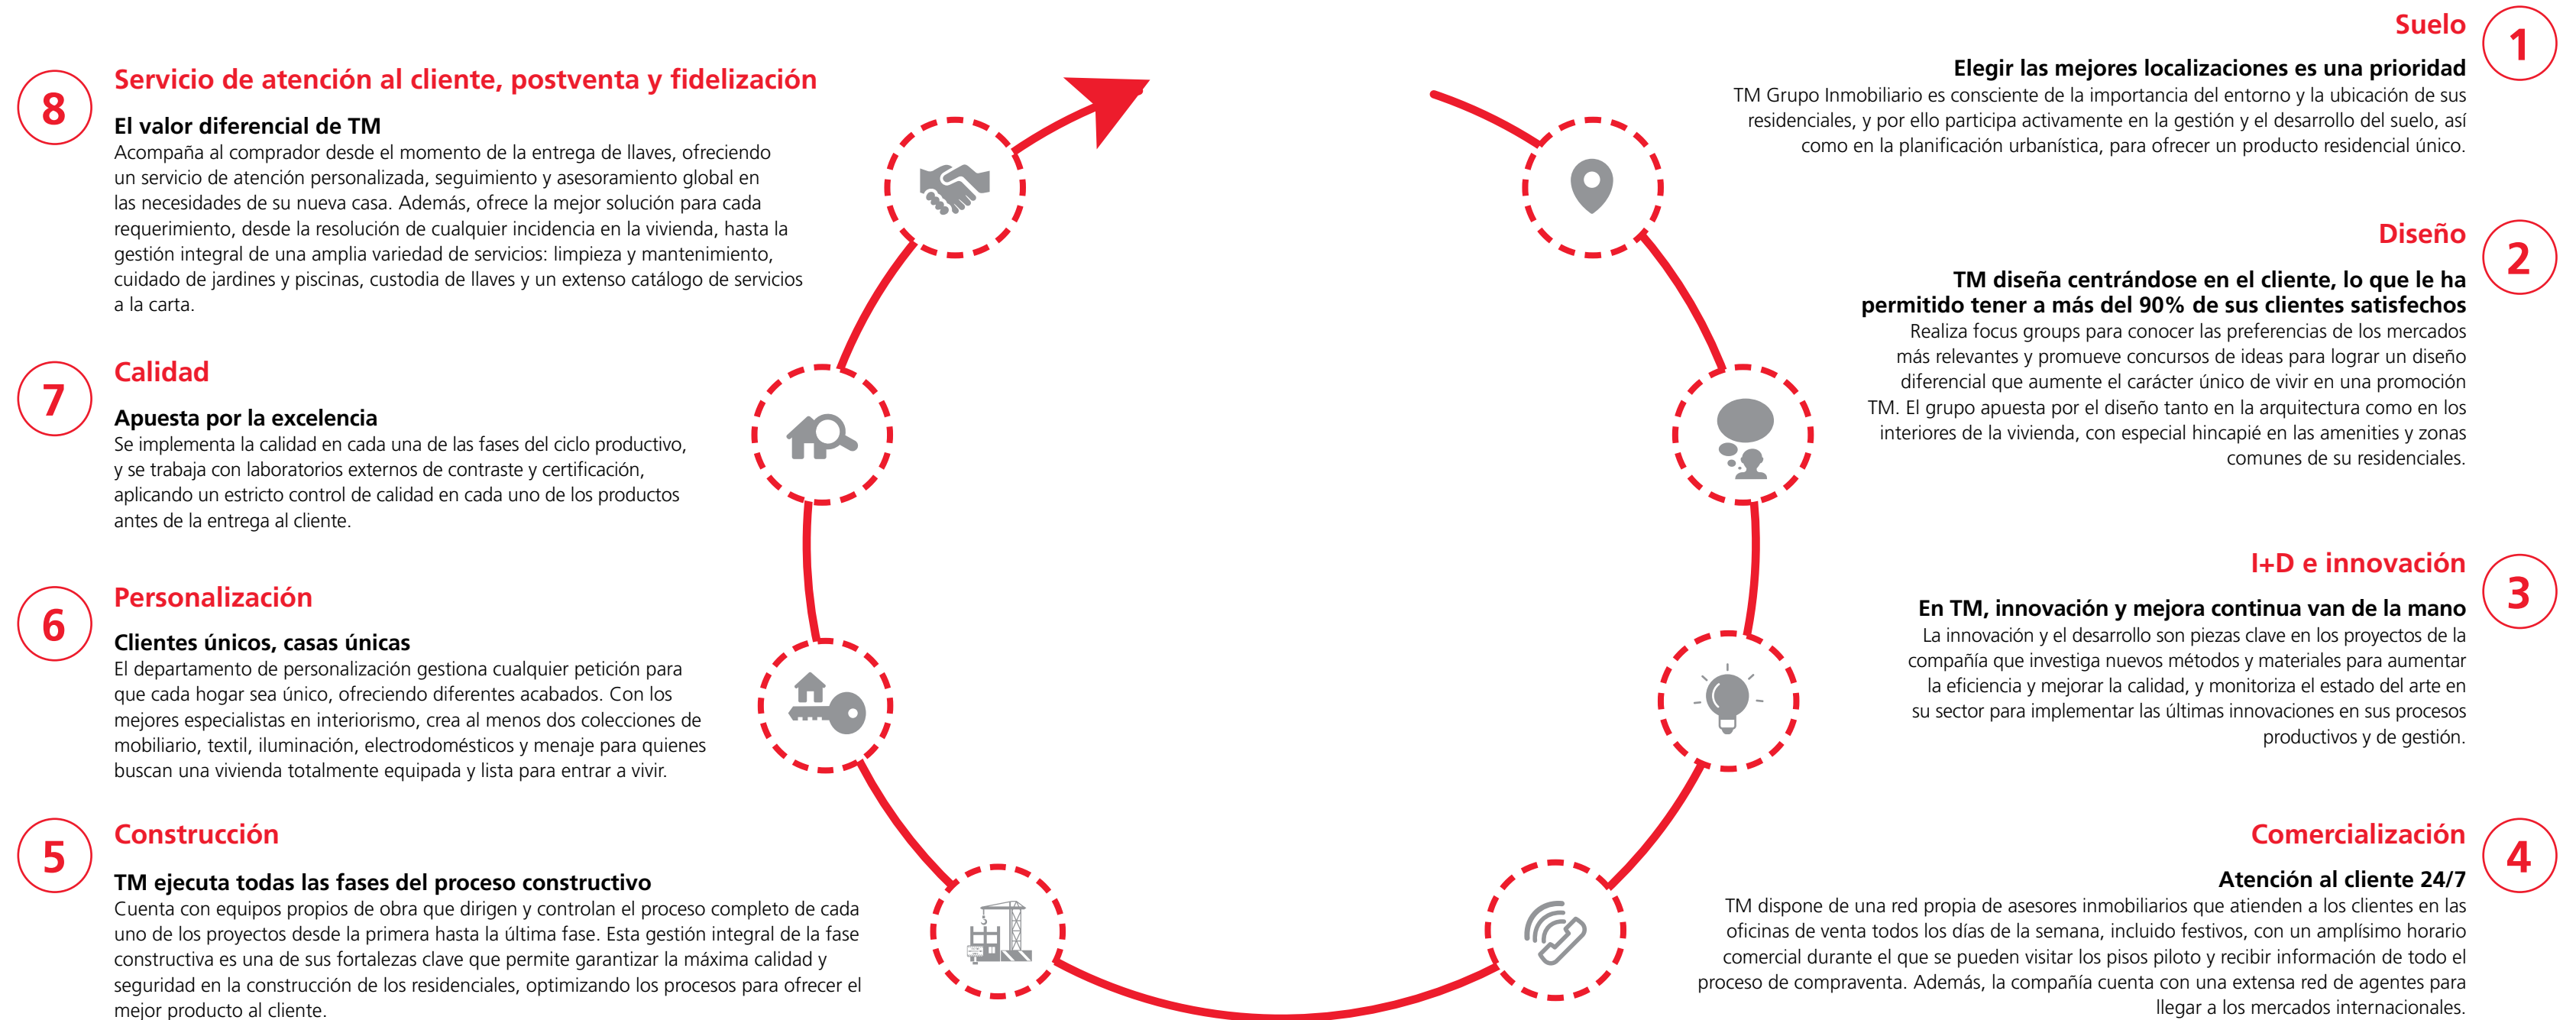 1
Suelo
Elegir las mejores localizaciones es una prioridad
TM Grupo Inmobiliario es consciente de la importancia del entorno y la ubicación de sus
residenciales, y por ello participa activamente en la gestión y el desarrollo del suelo, así
como en la planificación urbanística, para ofrecer un producto residencial único.
2
Diseño
TM diseña centrándose en el cliente, lo que le ha
permitido tener a más del 90% de sus clientes satisfechos
Realiza focus groups para conocer las preferencias de los mercados
más relevantes y promueve concursos de ideas para lograr un diseño
diferencial que aumente el carácter único de vivir en una promoción
TM. El grupo apuesta por el diseño tanto en la arquitectura como en los
interiores de la vivienda, con especial hincapié en las amenities y zonas
comunes de su residenciales.
3
I+D e innovación
En TM, innovación y mejora continua van de la mano
La innovación y el desarrollo son piezas clave en los proyectos de la
compañía que investiga nuevos métodos y materiales para aumentar
la eficiencia y mejorar la calidad, y monitoriza el estado del arte en
su sector para implementar las últimas innovaciones en sus procesos
productivos y de gestión.
4
Comercialización
Atención al cliente 24/7
TM dispone de una red propia de asesores inmobiliarios que atienden a los clientes en las
oficinas de venta todos los días de la semana, incluido festivos, con un amplísimo horario
comercial durante el que se pueden visitar los pisos piloto y recibir información de todo el
proceso de compraventa. Además, la compañía cuenta con una extensa red de agentes para
llegar a los mercados internacionales.
5
Construcción
TM ejecuta todas las fases del proceso constructivo
Cuenta con equipos propios de obra que dirigen y controlan el proceso completo de cada
uno de los proyectos desde la primera hasta la última fase. Esta gestión integral de la fase
constructiva es una de sus fortalezas clave que permite garantizar la máxima calidad y
seguridad en la construcción de los residenciales, optimizando los procesos para ofrecer el
mejor producto al cliente.
6
Personalización
Clientes únicos, casas únicas
El departamento de personalización gestiona cualquier petición para
que cada hogar sea único, ofreciendo diferentes acabados. Con los
mejores especialistas en interiorismo, crea al menos dos colecciones de
mobiliario, textil, iluminación, electrodomésticos y menaje para quienes
buscan una vivienda totalmente equipada y lista para entrar a vivir.
7
Calidad
Apuesta por la excelencia
Se implementa la calidad en cada una de las fases del ciclo productivo,
y se trabaja con laboratorios externos de contraste y certificación,
aplicando un estricto control de calidad en cada uno de los productos
antes de la entrega al cliente.
8
Servicio de atención al cliente, postventa y fidelización
El valor diferencial de TM
Acompaña al comprador desde el momento de la entrega de llaves, ofreciendo
un servicio de atención personalizada, seguimiento y asesoramiento global en
las necesidades de su nueva casa. Además, ofrece la mejor solución para cada
requerimiento, desde la resolución de cualquier incidencia en la vivienda, hasta la
gestión integral de una amplia variedad de servicios: limpieza y mantenimiento,
cuidado de jardines y piscinas, custodia de llaves y un extenso catálogo de servicios
a la carta.